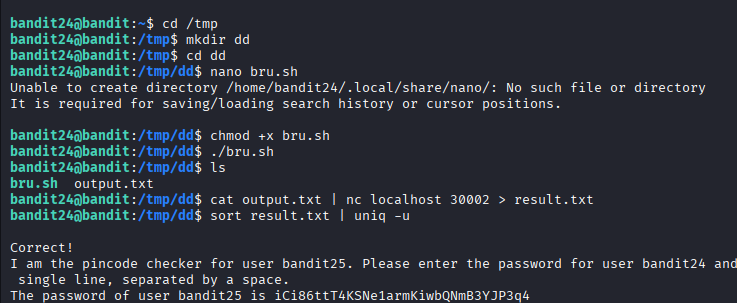 bandit24@bandit:~$ cd /tmp
bandit24@bandit:/tmp$ mkdir dd
bandit24@bandit:/tmp$ cd dd
bandit24@bandit:/tmp/dd$ nano bru.sh
Unable to create directory /home/bandit24/.local/share/nano/: No such file or directory
It is required for saving/loading search history or cursor positions.
bandit24@bandit:/tmp/dd$ chmod +x bru.sh
bandit24@bandit:/tmp/dd$ ./bru.sh
bandit24@bandit:/tmp/dd$ ls
bru.sh  output.txt
bandit24@bandit:/tmp/dd$ cat output.txt | nc localhost 30002 > result.txt
bandit24@bandit:/tmp/dd$ sort result.txt | uniq -u
Correct!
I am the pincode checker for user bandit25. Please enter the password for user bandit24 and
 single line, separated by a space.
The password of user bandit25 is iCi86ttT4KSNe1armKiwbQNmB3YJP3q4